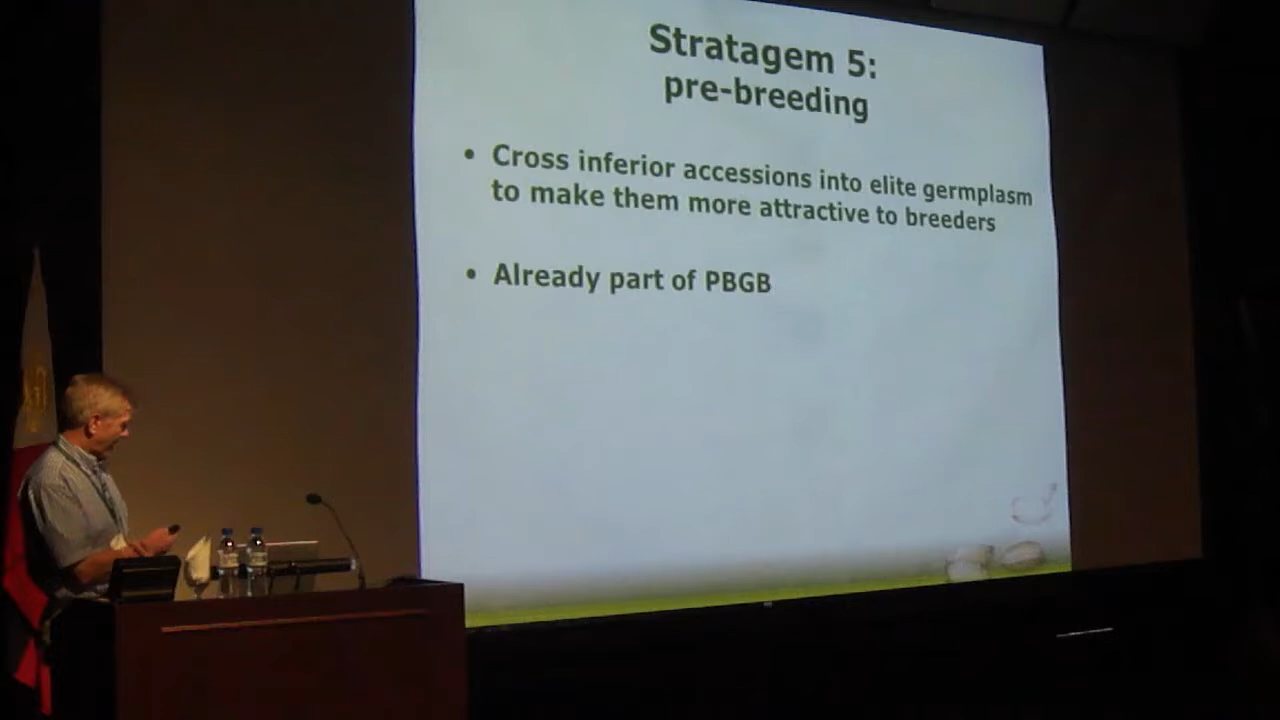 Stratagem 5:
pre-breeding
• Cross inferior accessions into elite germplasm
to make them more attractive to breeders
• Already part of PBGB